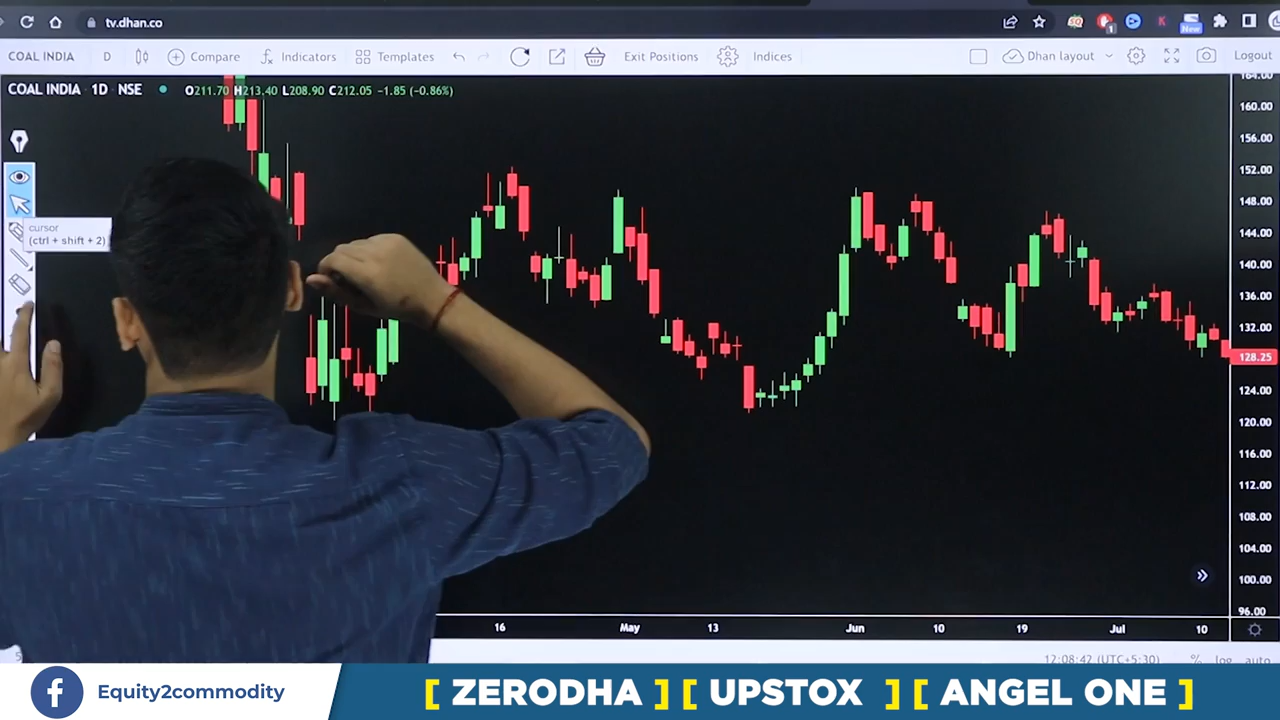 tv.dhan.co
New
1
COAL INDIA D Compare Indicators Templates Exit Positions Indices Dhan layout Logout
COAL INDIA 1D NSE O211.70 H213.40 L208.90 C212.05 −1.85 (−0.86%)
164.00
160.00
156.00
152.00
148.00
144.00
140.00
136.00
132.00
128.25
124.00
120.00
116.00
112.00
108.00
104.00
100.00
96.00
cursor
(ctrl + shift + 2)
16 May 13 Jun 10 19 Jul 10
12:08:42 (UTC+5:30) % log auto
Equity2commodity
[ ZERODHA ] [ UPSTOX ] [ ANGEL ONE ]